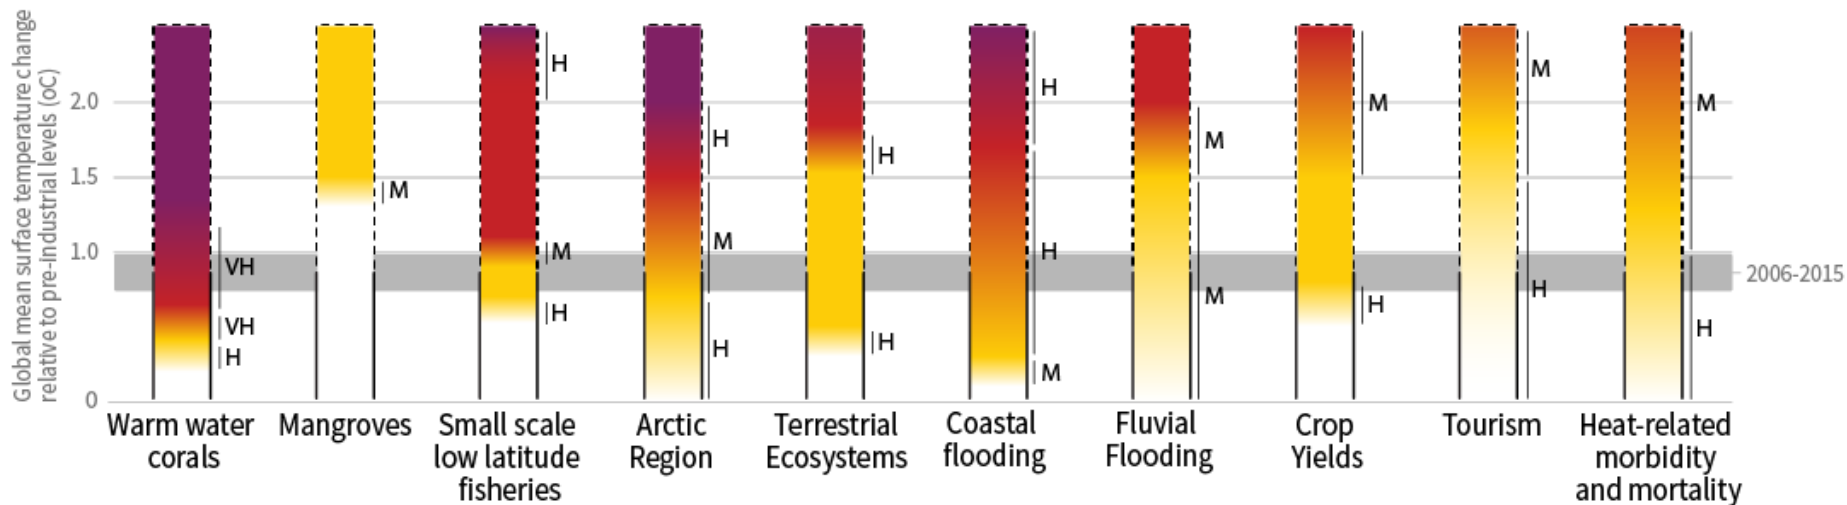 Global mean surface temperature change
relative to pre-industrial levels (oC)
2.0
1.5
1.0
0
VH
VH
H
M
H
M
H
H
M
H
H
H
H
H
M
M
M
M
H
M
H
M
H
2006-2015
Warm water
corals
Mangroves
Small scale
low latitude
fisheries
Arctic
Region
Terrestrial
Ecosystems
Coastal
flooding
Fluvial
Flooding
Crop
Yields
Tourism
Heat-related
morbidity
and mortality